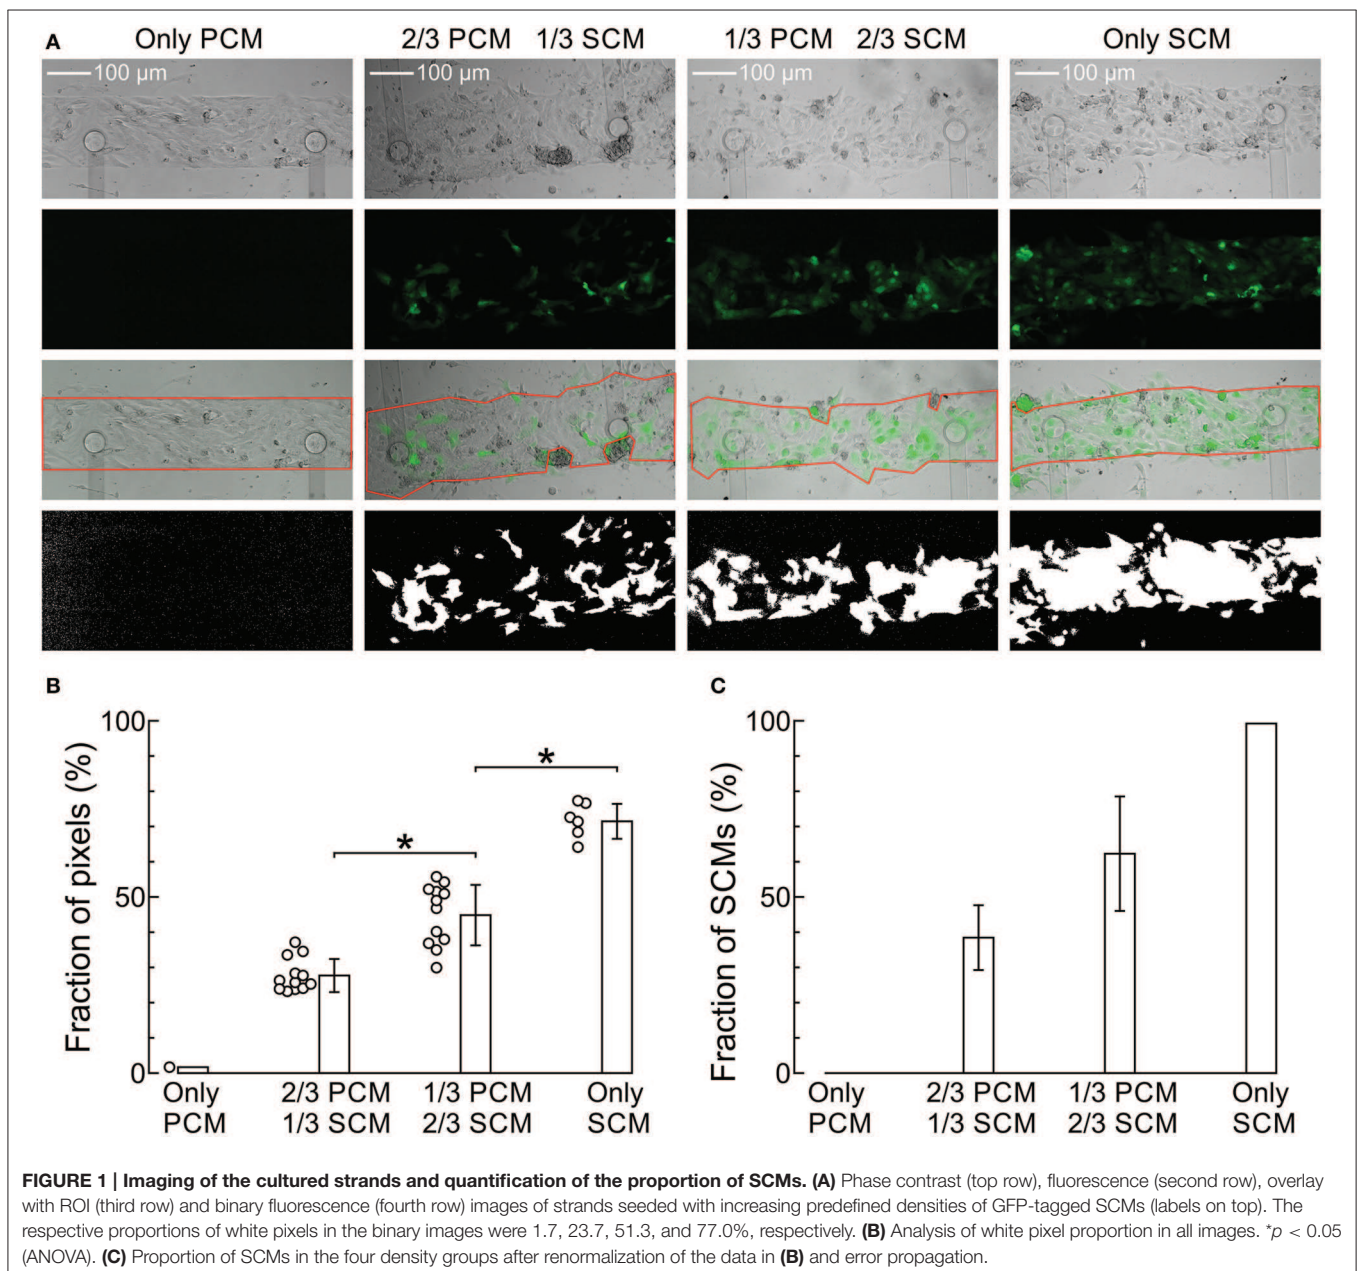 A
Only PCM
2/3 PCM 1/3 SCM
1/3 PCM 2/3 SCM
Only SCM
100 µm
100 µm
100 µm
100 µm
B
Fraction of pixels (%)
100
50
0
*
*
Only PCM
2/3 PCM 1/3 SCM
1/3 PCM 2/3 SCM
Only SCM
C
Fraction of SCMs (%)
100
50
0
Only PCM
2/3 PCM 1/3 SCM
1/3 PCM 2/3 SCM
Only SCM
FIGURE 1 | Imaging of the cultured strands and quantification of the proportion of SCMs. (A) Phase contrast (top row), fluorescence (second row), overlay
with ROI (third row) and binary fluorescence (fourth row) images of strands seeded with increasing predefined densities of GFP-tagged SCMs (labels on top). The
respective proportions of white pixels in the binary images were 1.7, 23.7, 51.3, and 77.0%, respectively. (B) Analysis of white pixel proportion in all images. *p < 0.05
(ANOVA). (C) Proportion of SCMs in the four density groups after renormalization of the data in (B) and error propagation.